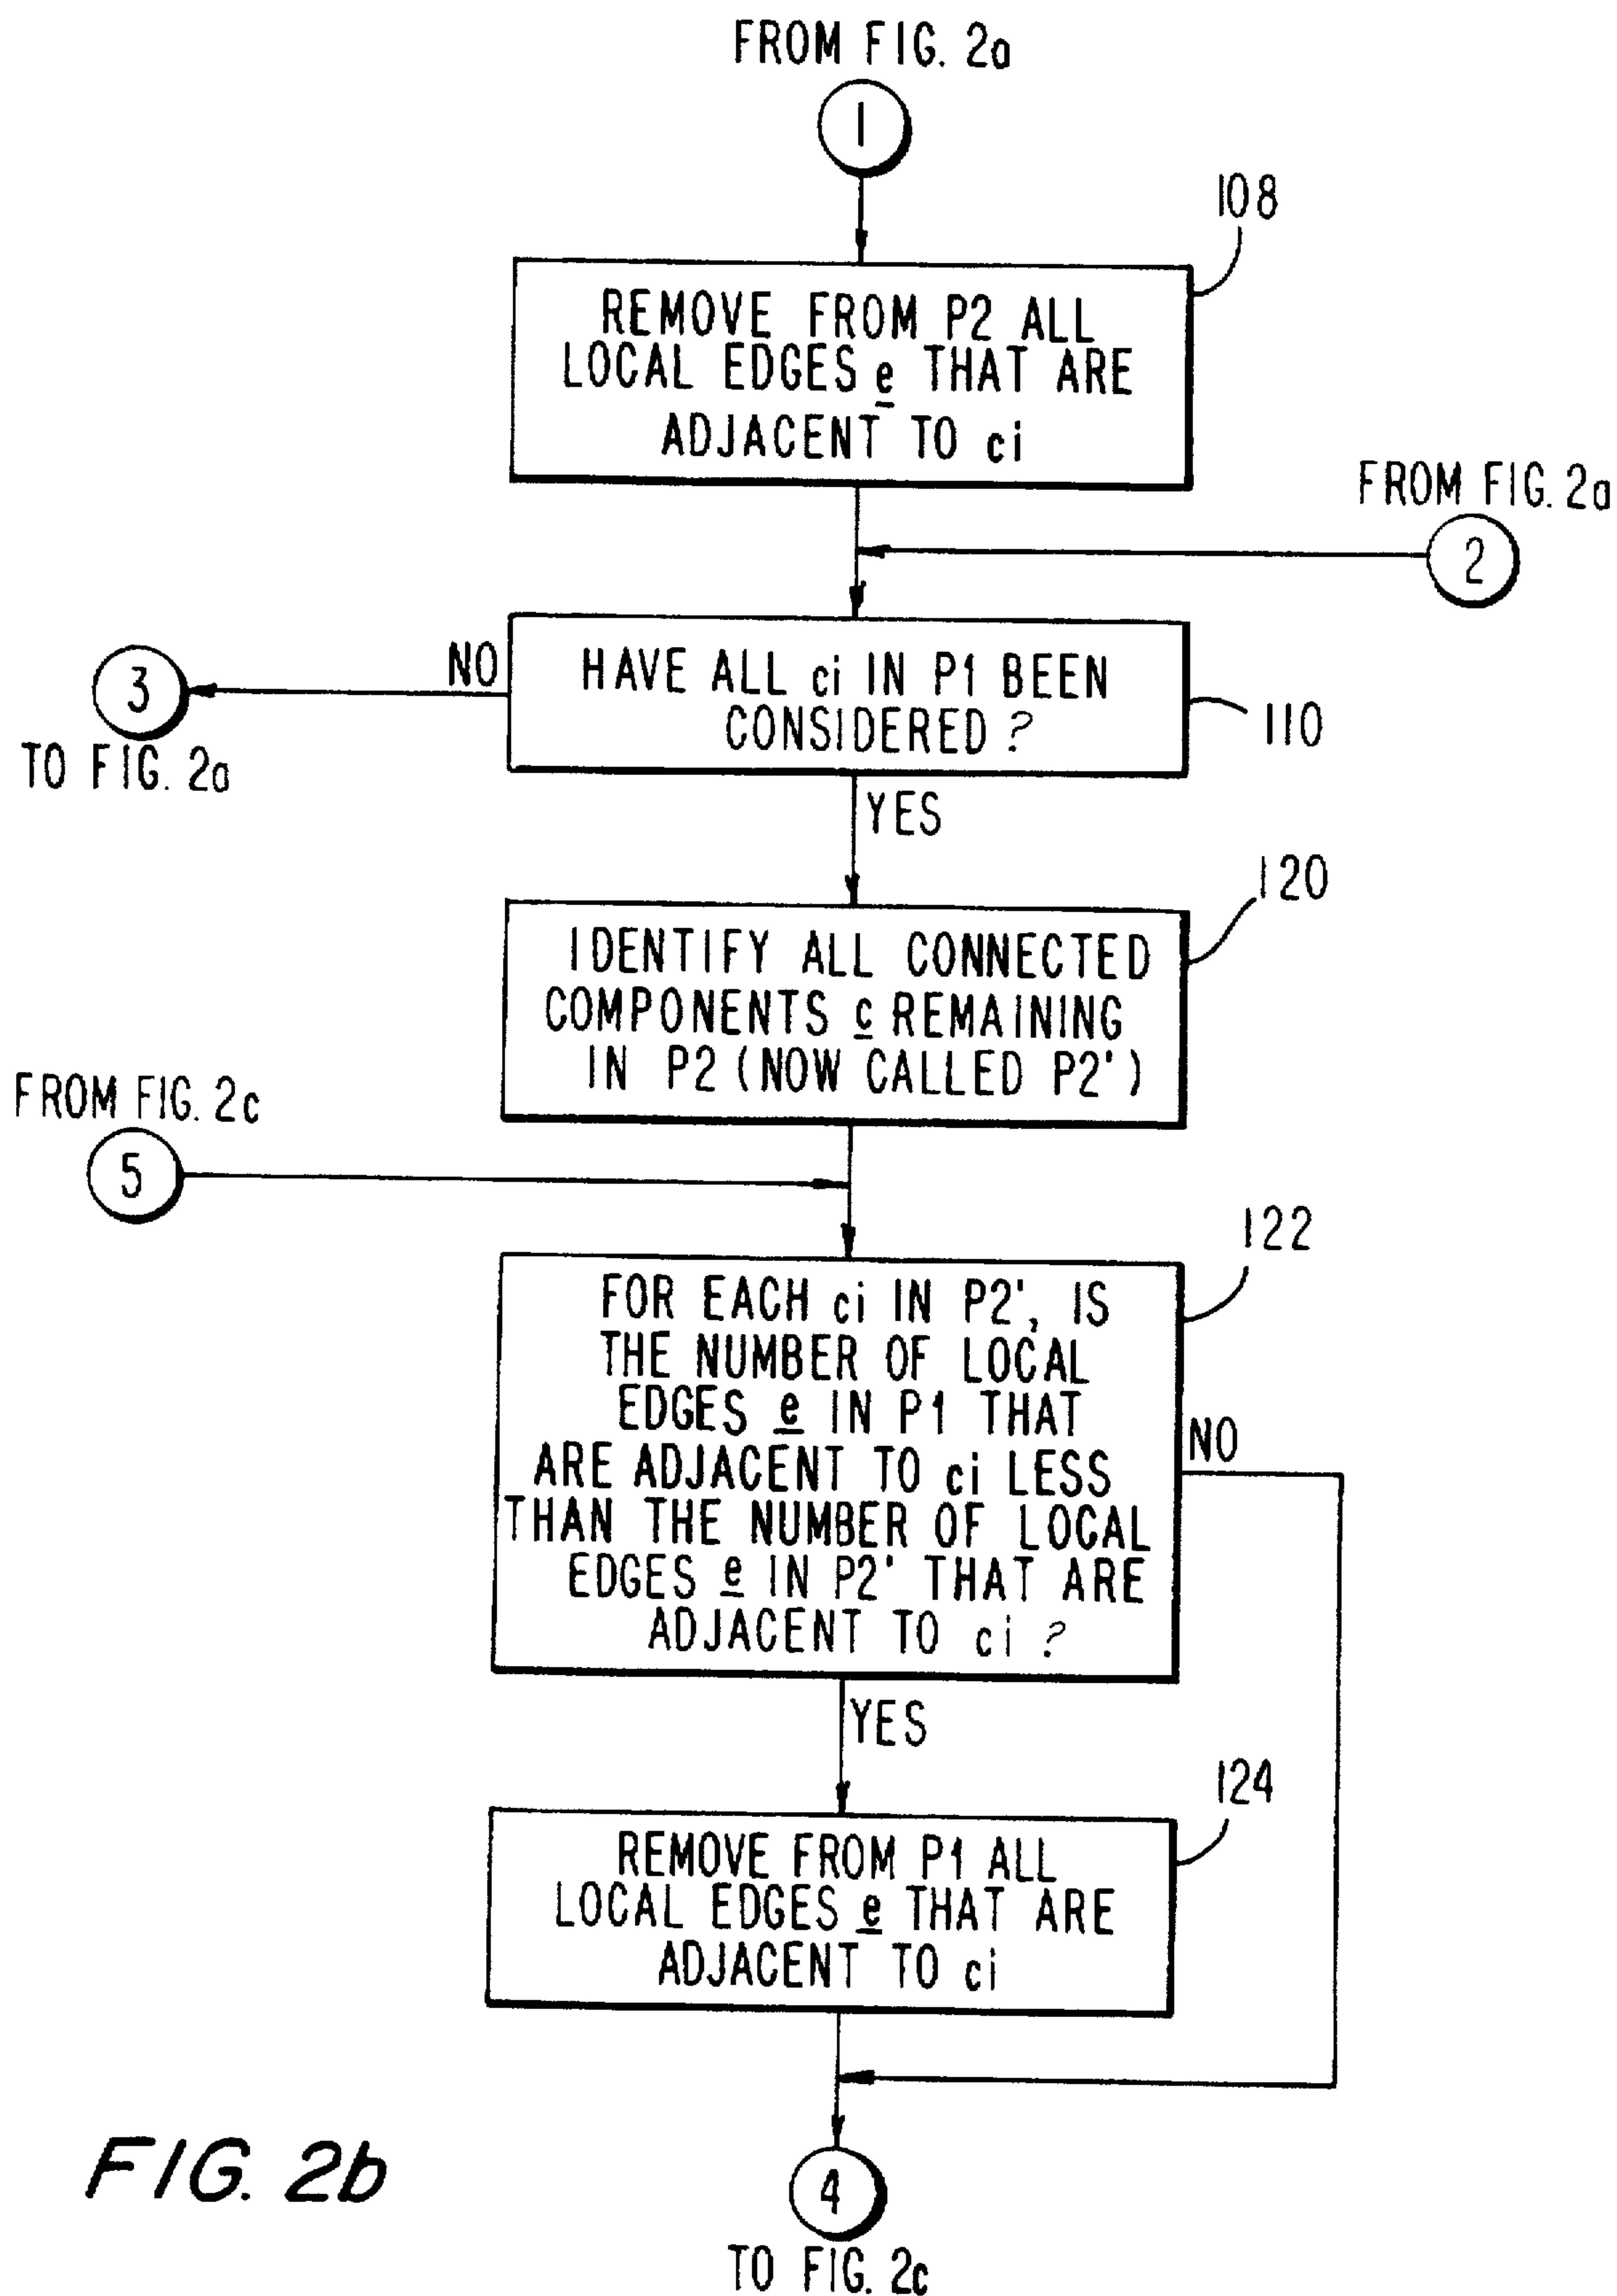 FROM FIG. 2a
1
108
REMOVE FROM P2 ALL
LOCAL EDGES e THAT ARE
ADJACENT TO ci
FROM FIG. 2a
2
NO
HAVE ALL ci IN P1 BEEN
CONSIDERED ?
3
110
TO FIG. 2a
YES
120
IDENTIFY ALL CONNECTED
COMPONENTS c REMAINING
IN P2 (NOW CALLED P2')
FROM FIG. 2c
5
122
FOR EACH ci IN P2', IS
THE NUMBER OF LOCAL
EDGES e IN P1 THAT
ARE ADJACENT TO ci LESS
THAN THE NUMBER OF LOCAL
EDGES e IN P2' THAT ARE
ADJACENT TO ci ?
NO
YES
124
REMOVE FROM P1 ALL
LOCAL EDGES e THAT ARE
ADJACENT TO ci
FIG. 2b
4
TO FIG. 2c